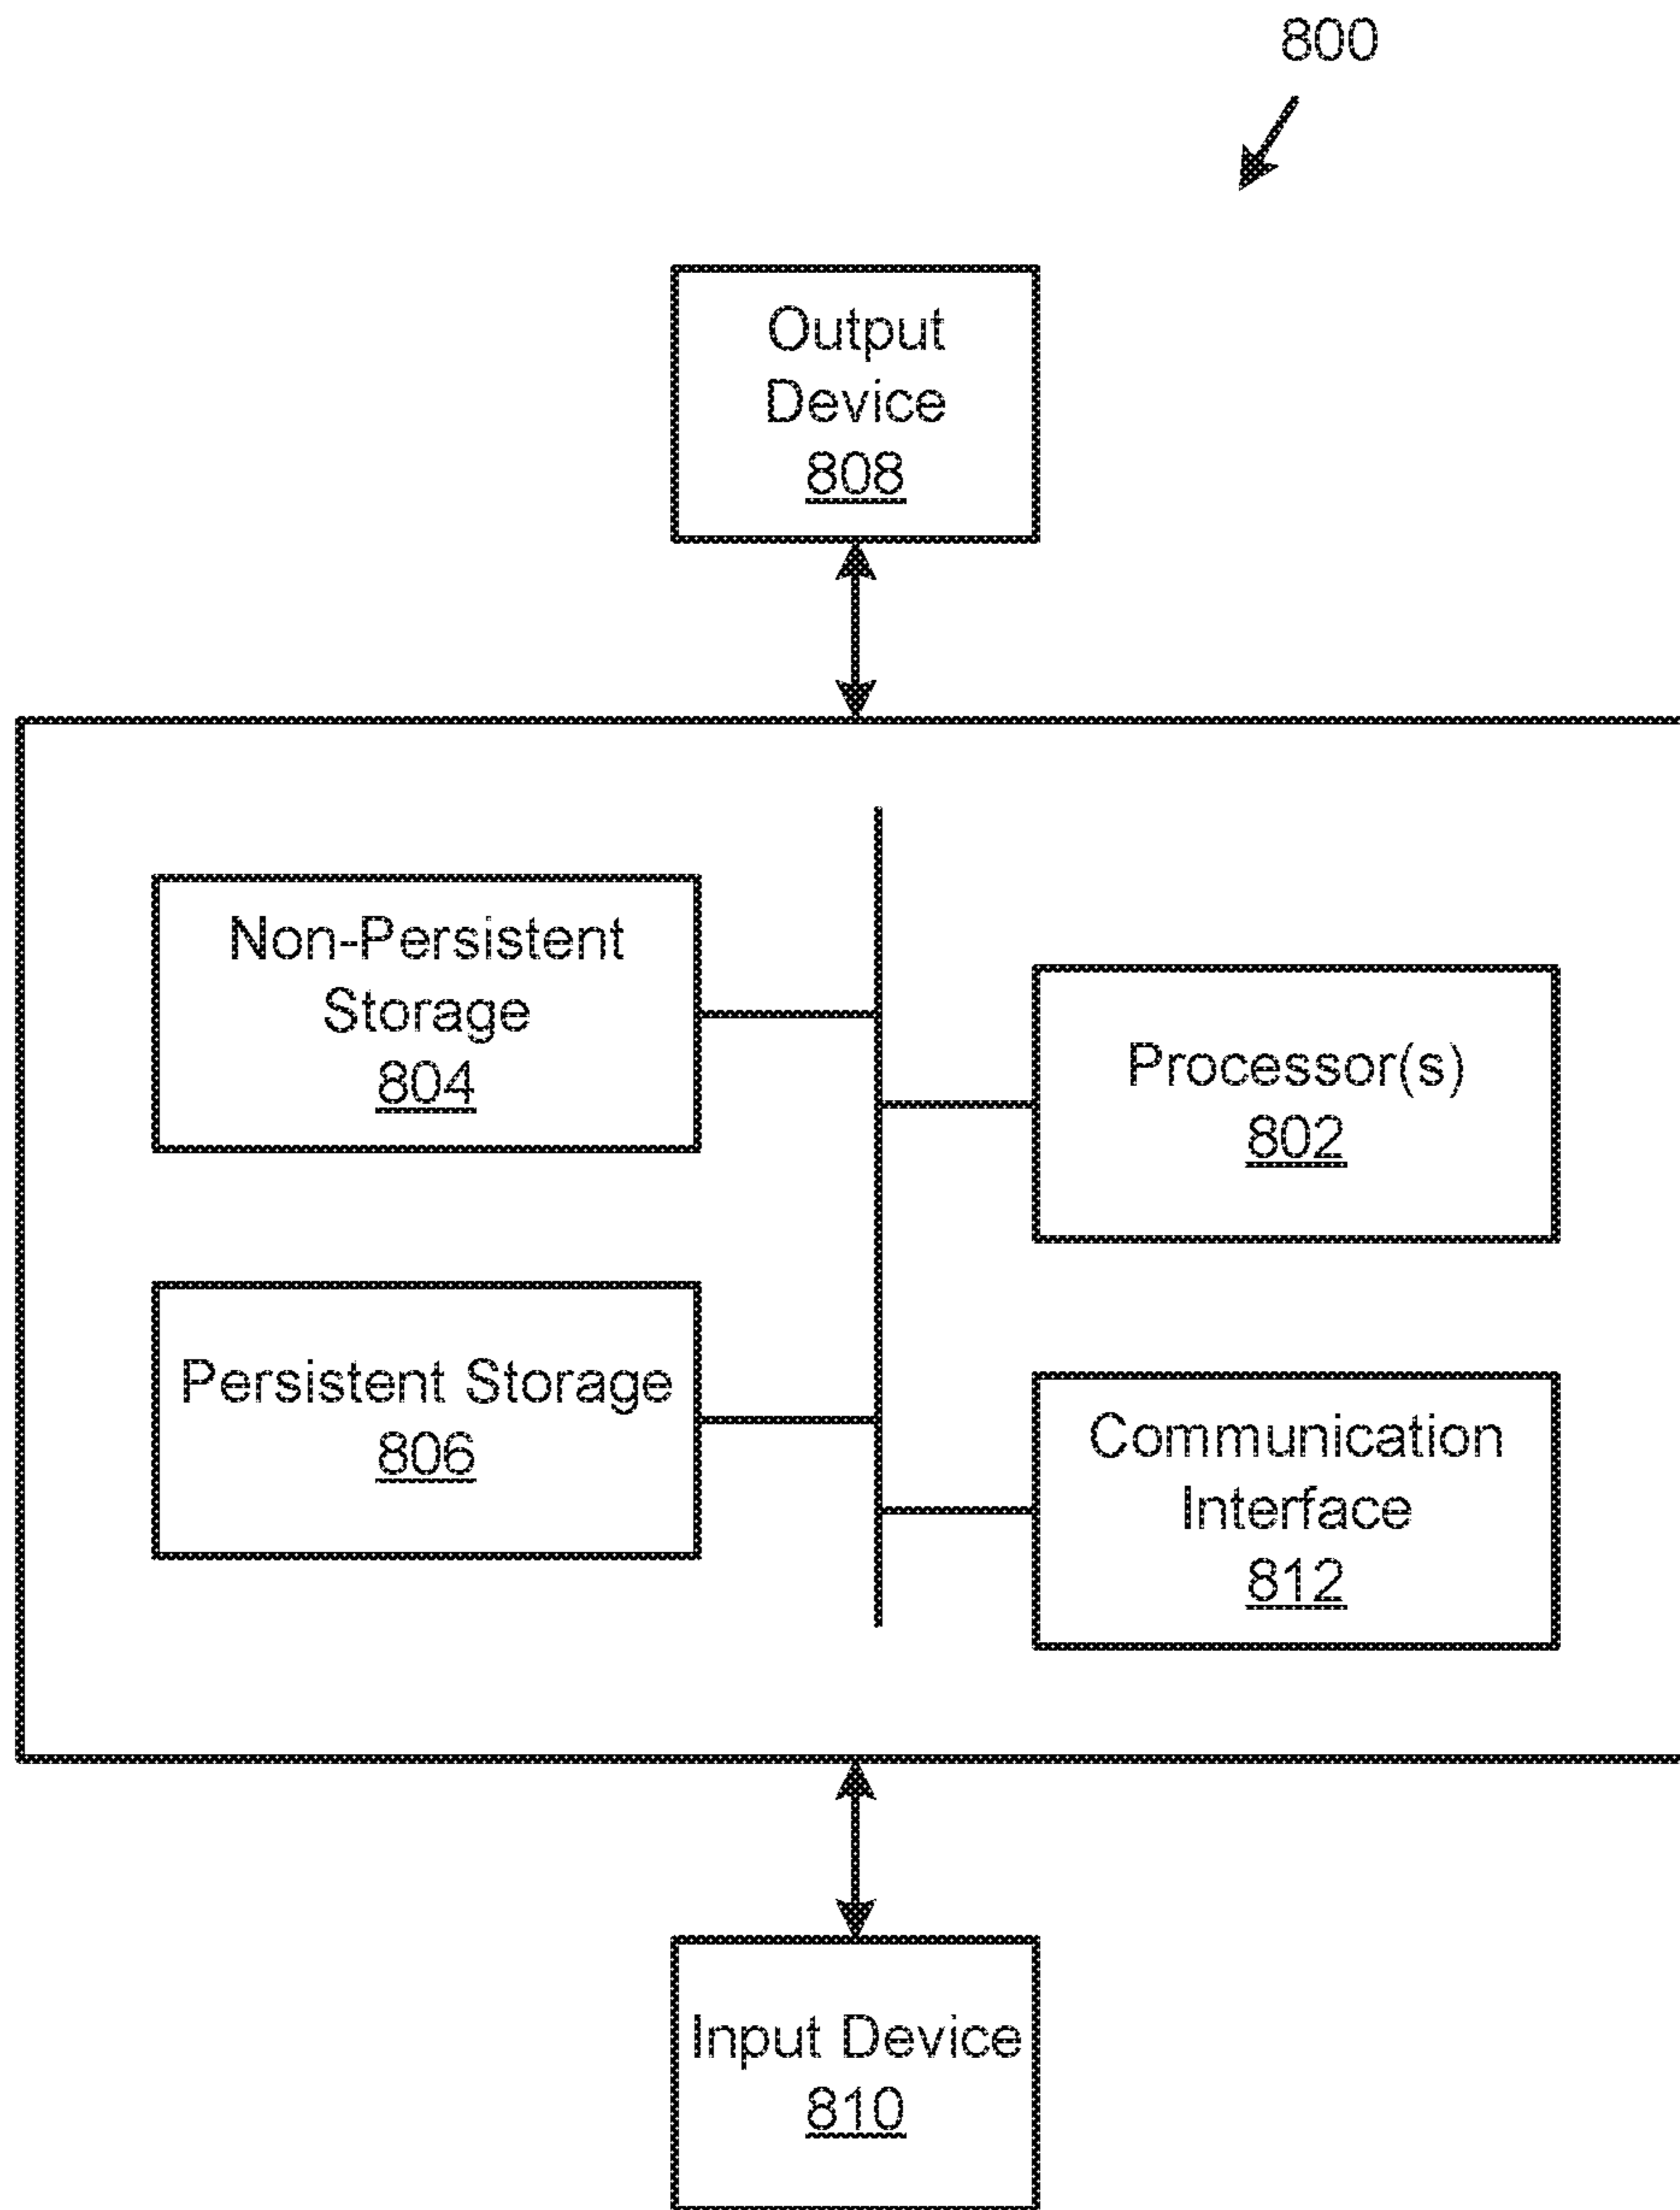 800
Output
Device
808
Non-Persistent
Storage
804
Processor(s)
802
Persistent Storage
806
Communication
Interface
812
Input Device
810